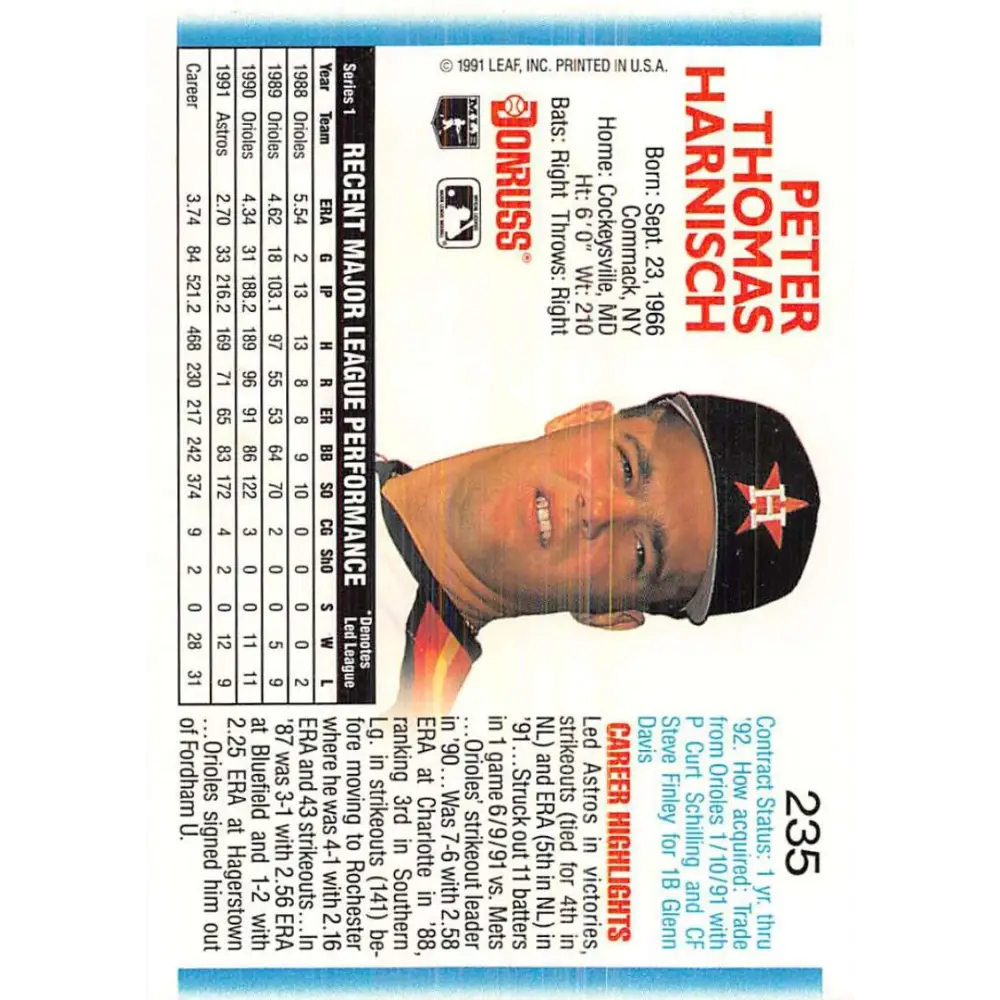 PETER
THOMAS
HARNISCH
Born: Sept. 23, 1966
Commack, NY
Home: Cockeysville, MD
Ht: 6'0" Wt: 210
Bats: Right Throws: Right
DONRUSS®
MLB
© 1991 LEAF, INC. PRINTED IN U.S.A.
H
235
Contract Status: 1 yr. thru
'92. How acquired: Trade
from Orioles 1/10/91 with
P Curt Schilling and CF
Steve Finley for 1B Glenn
Davis
CAREER HIGHLIGHTS
Led Astros in victories,
strikeouts (tied for 4th in
NL) and ERA (5th in NL) in
'91...Struck out 11 batters
in 1 game 6/9/91 vs. Mets
...Orioles' strikeout leader
in '90...Was 7-6 with 2.58
ERA at Charlotte in '88,
ranking 3rd in Southern
Lg. in strikeouts (141) be-
fore moving to Rochester
where he was 4-1 with 2.16
ERA and 43 strikeouts...In
'87 was 3-1 with 2.56 ERA
at Bluefield and 1-2 with
2.25 ERA at Hagerstown
...Orioles signed him out
of Fordham U.
Series 1 RECENT MAJOR LEAGUE PERFORMANCE *Denotes
Led League
Year Team ERA G IP H R ER BB SO CG ShO S W L
1988 Orioles 5.54 2 13 13 8 8 9 10 0 0 0 0 2
1989 Orioles 4.62 18 103.1 97 55 53 64 70 2 0 0 5 9
1990 Orioles 4.34 31 188.2 189 96 91 86 122 3 0 0 11 11
1991 Astros 2.70 33 216.2 169 71 65 83 172 4 2 0 12 9
Career 3.74 84 521.2 468 230 217 242 374 9 2 0 28 31